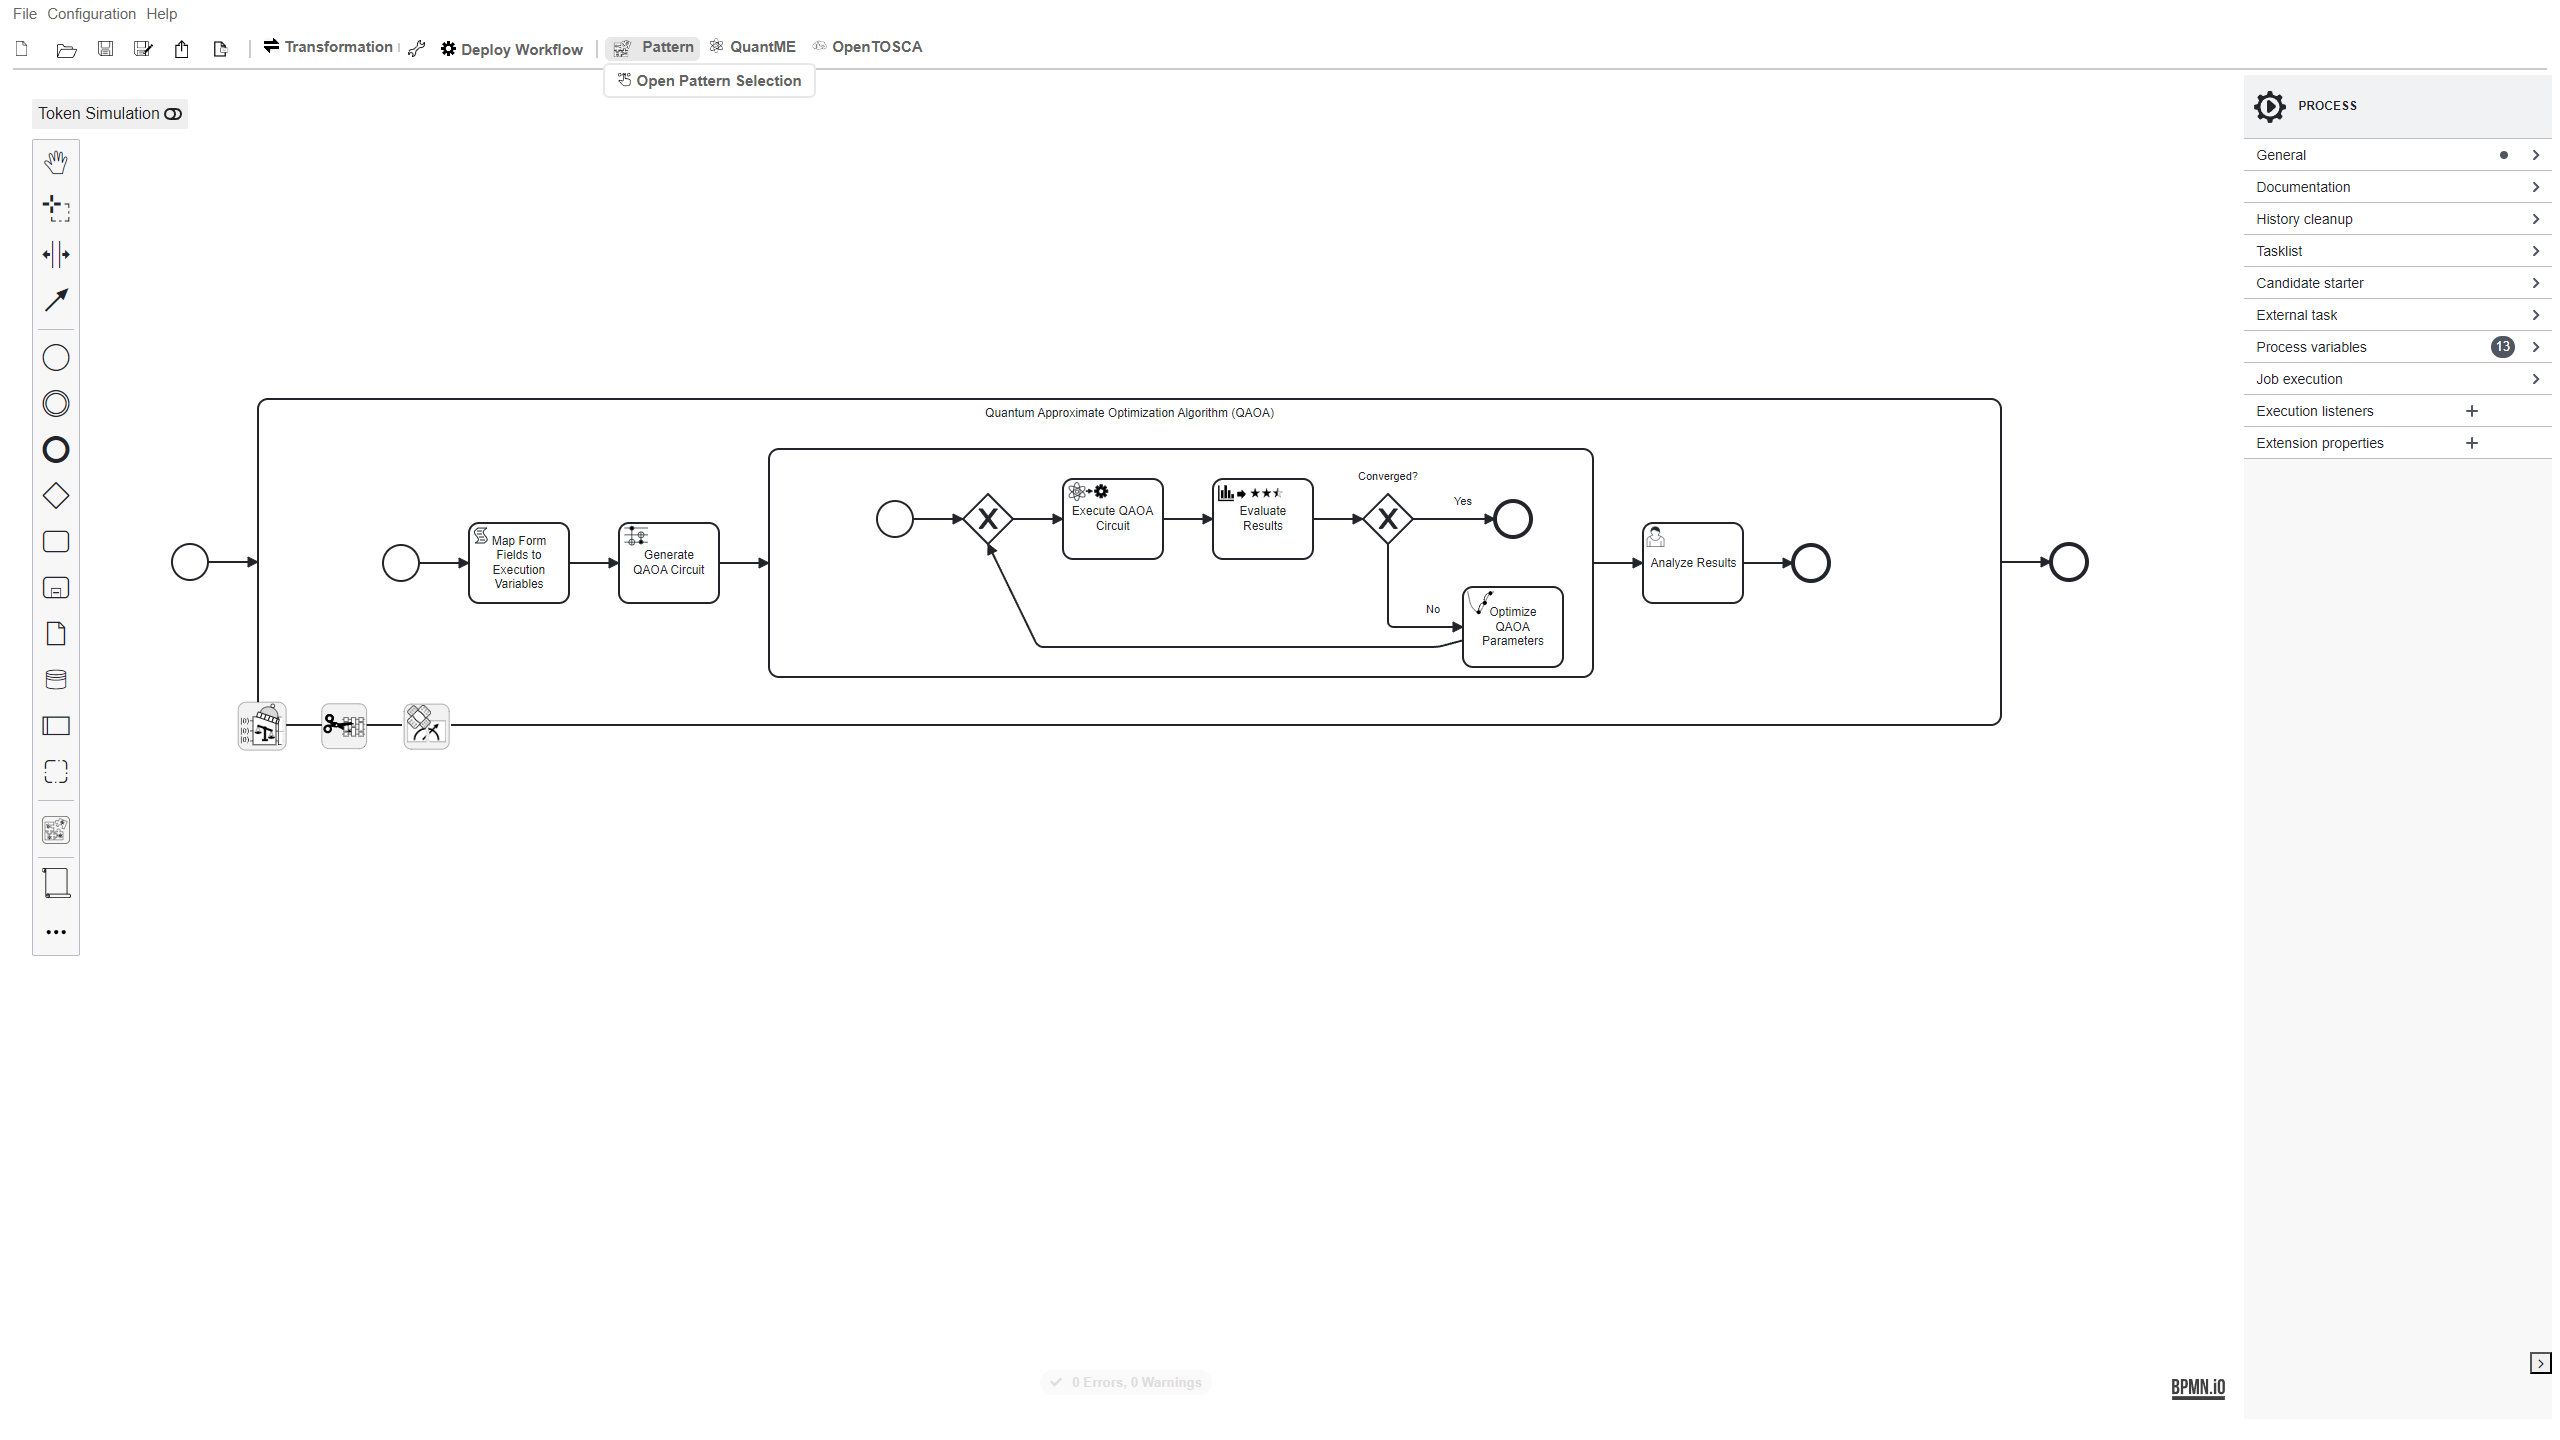 File Configuration Help
Transformation Deploy Workflow Pattern QuantME OpenTOSCA
Open Pattern Selection
Token Simulation
PROCESS
General
Documentation
History cleanup
Tasklist
Candidate starter
External task
Process variables 13
Job execution
Execution listeners
Extension properties
Quantum Approximate Optimization Algorithm (QAOA)
Map Form
Fields to
Execution
Variables
Generate
QAOA Circuit
Execute QAOA
Circuit
Evaluate
Results
Converged?
Yes
No
Optimize
QAOA
Parameters
Analyze Results
0 Errors, 0 Warnings
BPMN.iO